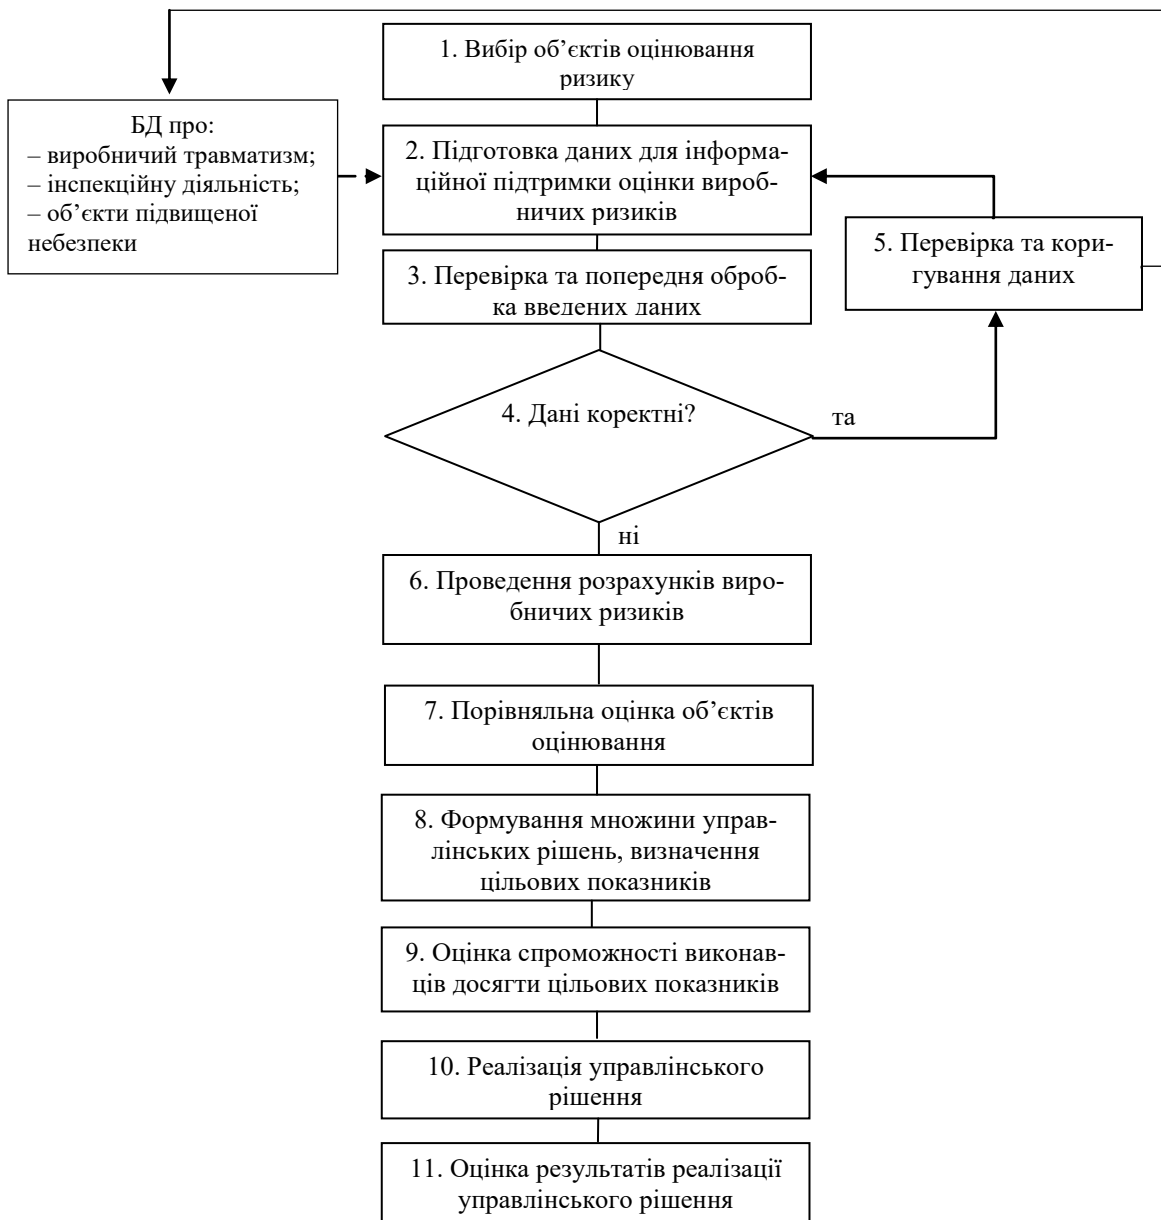 1. Вибір об’єктів оцінювання
ризику
БД про:
– виробничий травматизм;
– інспекційну діяльність;
– об’єкти підвищеної
небезпеки
2. Підготовка даних для інформа-
ційної підтримки оцінки вироб-
ничих ризиків
5. Перевірка та кори-
гування даних
3. Перевірка та попередня оброб-
ка введених даних
4. Дані коректні?
та
ні
6. Проведення розрахунків виро-
бничих ризиків
7. Порівняльна оцінка об’єктів
оцінювання
8. Формування множини управ-
лінських рішень, визначення
цільових показників
9. Оцінка спроможності виконав-
ців досягти цільових показників
10. Реалізація управлінського
рішення
11. Оцінка результатів реалізації
управлінського рішення